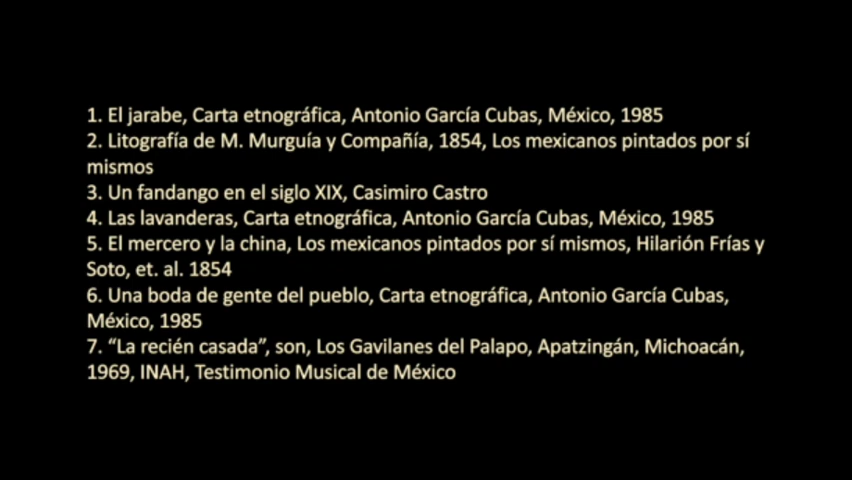 1. El jarabe, Carta etnográfica, Antonio García Cubas, México, 1985
2. Litografía de M. Murguía y Compañía, 1854, Los mexicanos pintados por sí
mismos
3. Un fandango en el siglo XIX, Casimiro Castro
4. Las lavanderas, Carta etnográfica, Antonio García Cubas, México, 1985
5. El mercero y la china, Los mexicanos pintados por sí mismos, Hilarión Frías y
Soto, et. al. 1854
6. Una boda de gente del pueblo, Carta etnográfica, Antonio García Cubas,
México, 1985
7. “La recién casada”, son, Los Gavilanes del Palapo, Apatzingán, Michoacán,
1969, INAH, Testimonio Musical de México